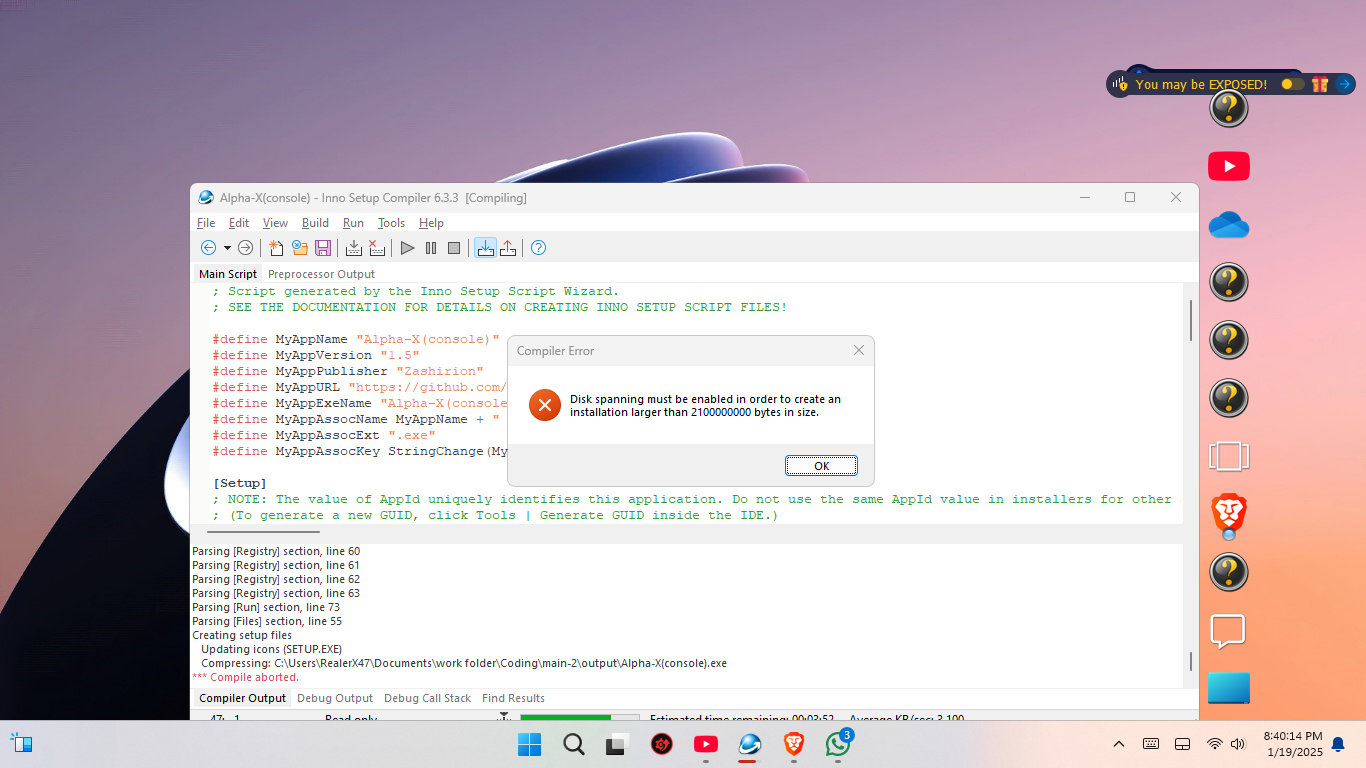 You may be EXPOSED!
Alpha-X(console) - Inno Setup Compiler 6.3.3 [Compiling]
File Edit View Build Run Tools Help
Main Script Preprocessor Output
; Script generated by the Inno Setup Script Wizard.
; SEE THE DOCUMENTATION FOR DETAILS ON CREATING INNO SETUP SCRIPT FILES!
#define MyAppName "Alpha-X(console)"
#define MyAppVersion "1.5"
#define MyAppPublisher "Zashirion"
#define MyAppURL "https://github.com/
#define MyAppExeName "Alpha-X(console
#define MyAppAssocName MyAppName + "
#define MyAppAssocExt ".exe"
#define MyAppAssocKey StringChange(My
Compiler Error
Disk spanning must be enabled in order to create an
installation larger than 2100000000 bytes in size.
OK
[Setup]
; NOTE: The value of AppId uniquely identifies this application. Do not use the same AppId value in installers for other
; (To generate a new GUID, click Tools | Generate GUID inside the IDE.)
Parsing [Registry] section, line 60
Parsing [Registry] section, line 61
Parsing [Registry] section, line 62
Parsing [Registry] section, line 63
Parsing [Run] section, line 73
Parsing [Files] section, line 55
Creating setup files
Updating icons (SETUP.EXE)
Compressing: C:\Users\RealerX47\Documents\work folder\Coding\main-2\output\Alpha-X(console).exe
*** Compile aborted.
Compiler Output Debug Output Debug Call Stack Find Results
47: 1 Read only Estimated time remaining: 00:03:52 Average KB/sec: 3,100
3
8:40:14 PM
1/19/2025